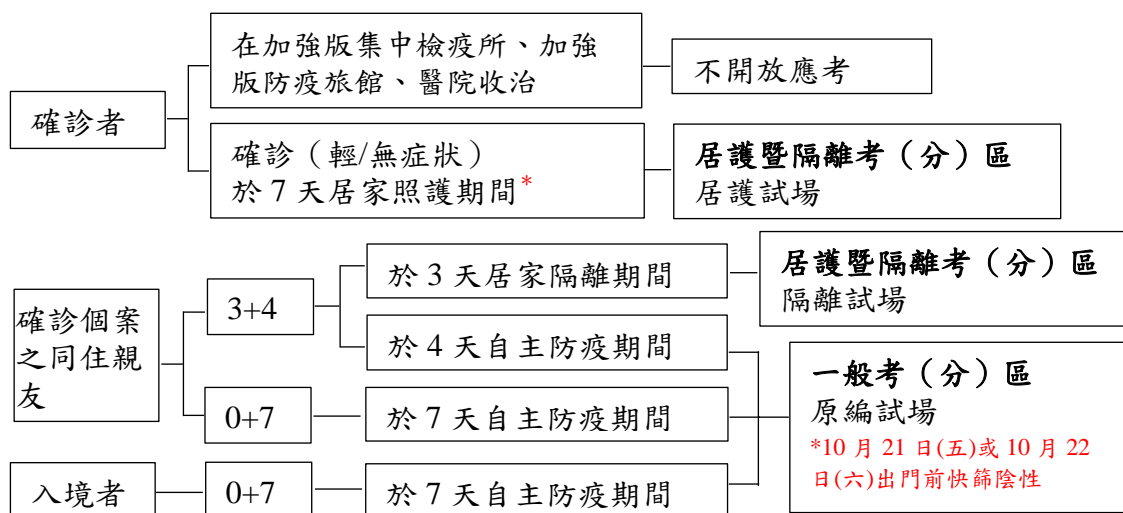 確診者
在加強版集中檢疫所、加強
版防疫旅館、醫院收治
不開放應考
確診（輕/無症狀）
於 7 天居家照護期間*
居護暨隔離考（分）區
居護試場
確診個案
之同住親
友
3+4
於 3 天居家隔離期間
居護暨隔離考（分）區
隔離試場
於 4 天自主防疫期間
0+7
於 7 天自主防疫期間
一般考（分）區
原編試場
*10 月 21 日(五)或 10 月 22
日(六)出門前快篩陰性
入境者
0+7
於 7 天自主防疫期間